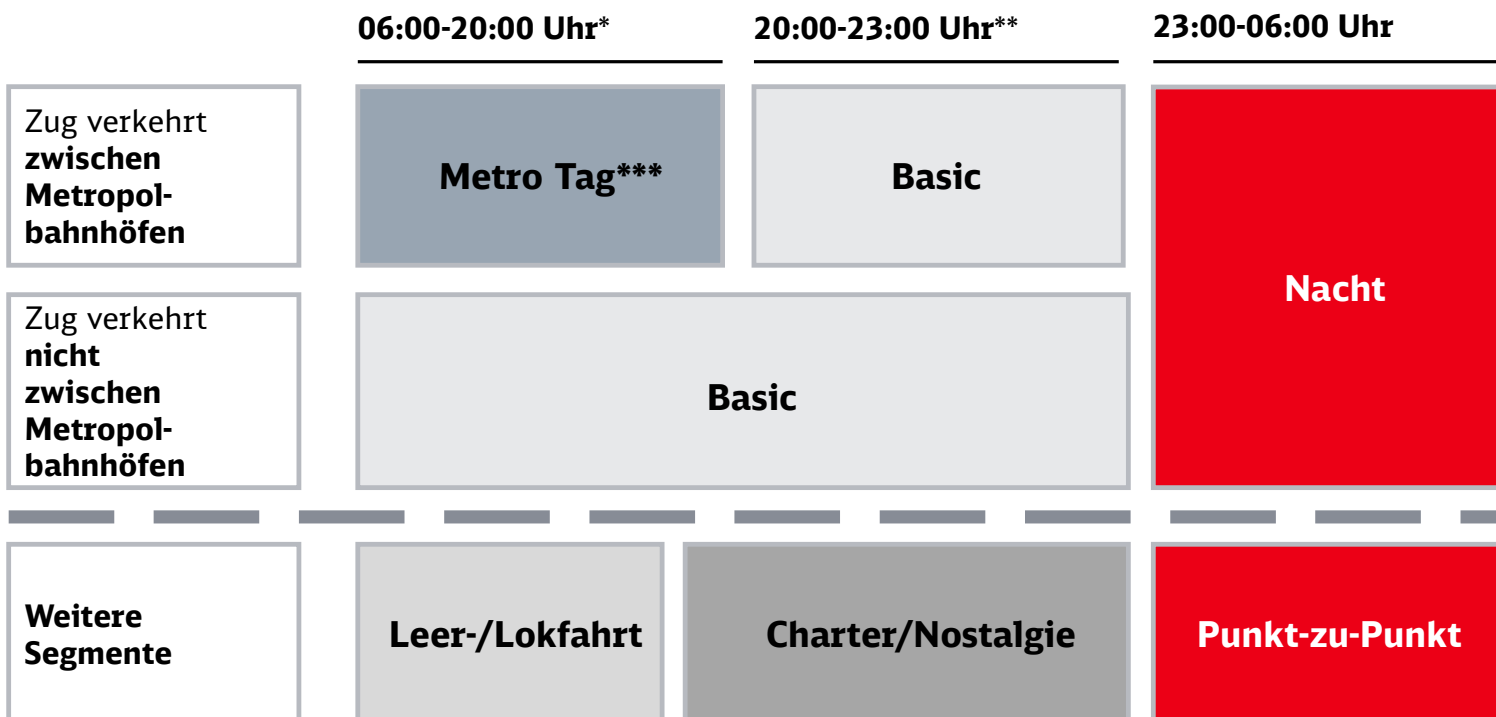 06:00-20:00 Uhr*
20:00-23:00 Uhr**
23:00-06:00 Uhr
Zug verkehrt
zwischen
Metropol-
bahnhöfen
Metro Tag***
Basic
Nacht
Zug verkehrt
nicht
zwischen
Metropol-
bahnhöfen
Basic
Weitere
Segmente
Leer-/Lokfahrt
Charter/Nostalgie
Punkt-zu-Punkt